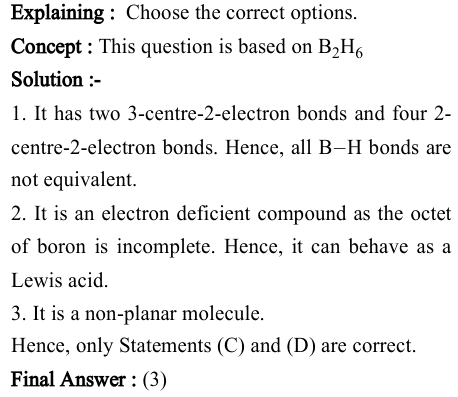 Explaining : Choose the correct options.
Concept : This question is based on B₂H₆
Solution :-
1. It has two 3-centre-2-electron bonds and four 2-
centre-2-electron bonds. Hence, all B−H bonds are
not equivalent.
2. It is an electron deficient compound as the octet
of boron is incomplete. Hence, it can behave as a
Lewis acid.
3. It is a non-planar molecule.
Hence, only Statements (C) and (D) are correct.
Final Answer : (3)